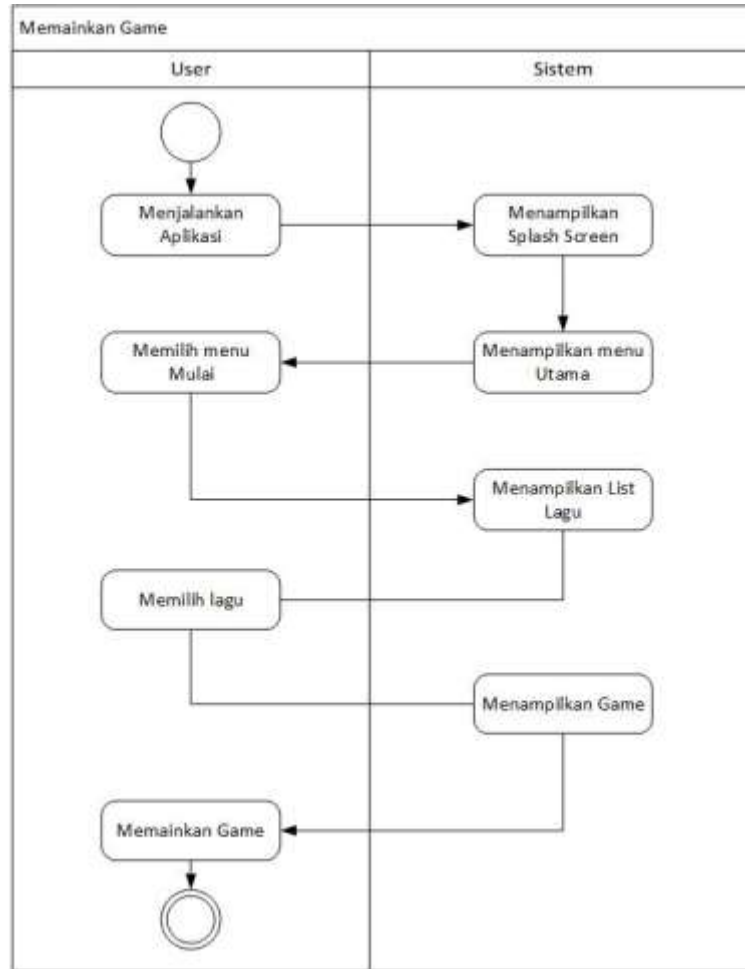 Memainkan Game
User
Sistem
Menjalankan
Aplikasi
Menampilkan
Splash Screen
Memilih menu
Mulai
Menampilkan menu
Utama
Menampilkan List
Lagu
Memilih lagu
Menampilkan Game
Memainkan Game